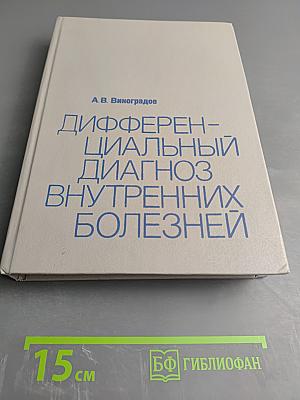 А. В. Виноградов
ДИФФЕРЕН-
ЦИАЛЬНЫЙ
ДИАГНОЗ
ВНУТРЕННИХ
БОЛЕЗНЕЙ
15 см
БФ ГИБЛИОФАН